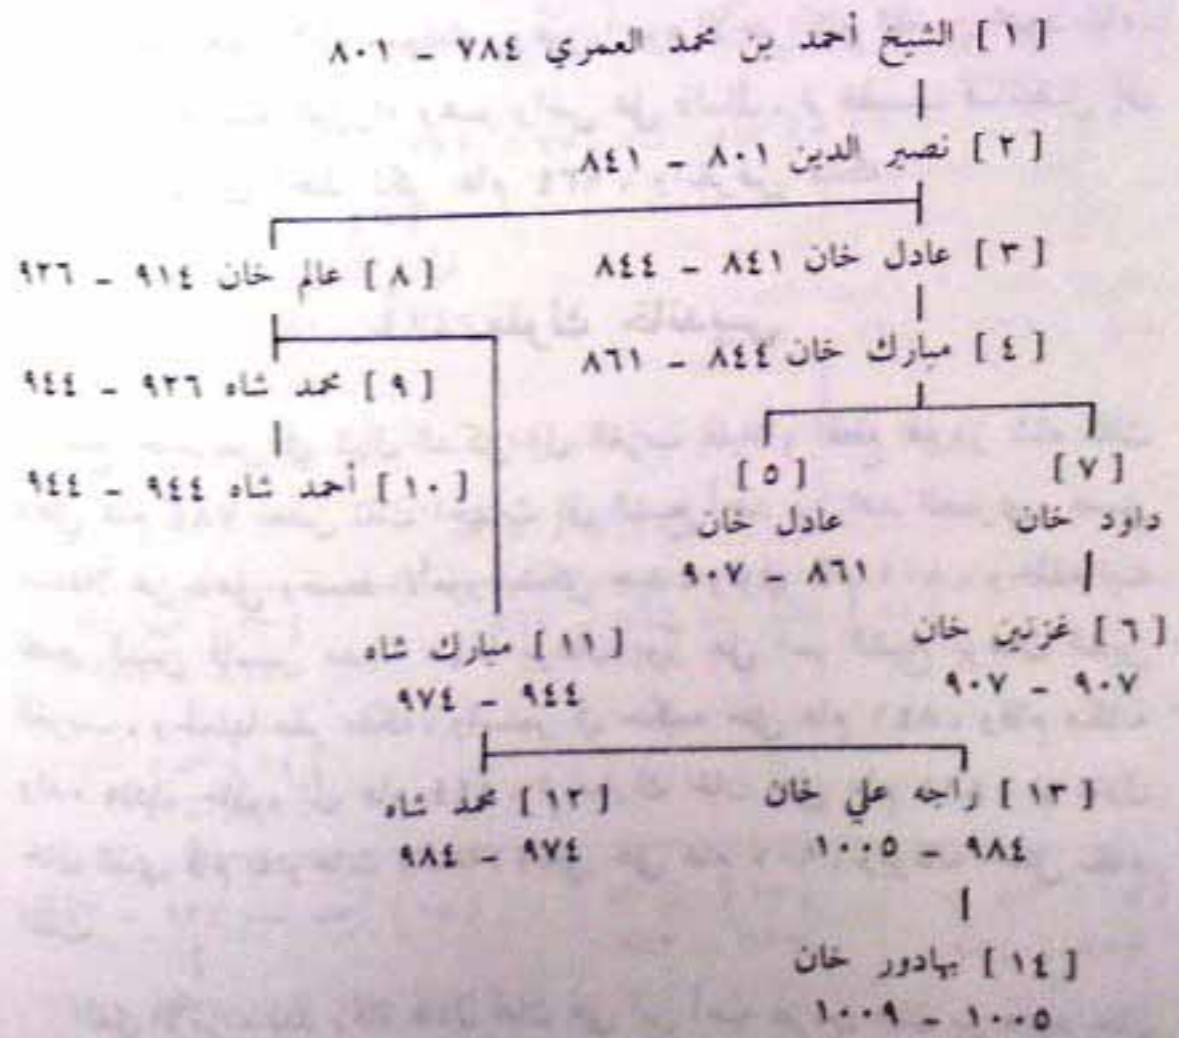 [ ١ ] الشيخ أحمد بن محمد العمري ٧٨٤ - ٨٠١
[ ٢ ] نصير الدين ٨٠١ - ٨٤١
[ ٣ ] عادل خان ٨٤١ - ٨٤٤
[ ٨ ] عالم خان ٩١٤ - ٩٢٦
[ ٤ ] مبارك خان ٨٤٤ - ٨٦١
[ ٩ ] محمد شاه ٩٢٦ - ٩٤٤
[ ٧ ]
داود خان
[ ٥ ]
عادل خان
٨٦١ - ٩٠٧
[ ١٠ ] أحمد شاه ٩٤٤ - ٩٤٤
[ ٦ ] غزنين خان
٩٠٧ - ٩٠٧
[ ١١ ] مبارك شاه
٩٤٤ - ٩٧٤
[ ١٣ ] راجه علي خان
٩٨٤ - ١٠٠٥
[ ١٢ ] محمد شاه
٩٧٤ - ٩٨٤
[ ١٤ ] بهادور خان
١٠٠٥ - ١٠٠٩